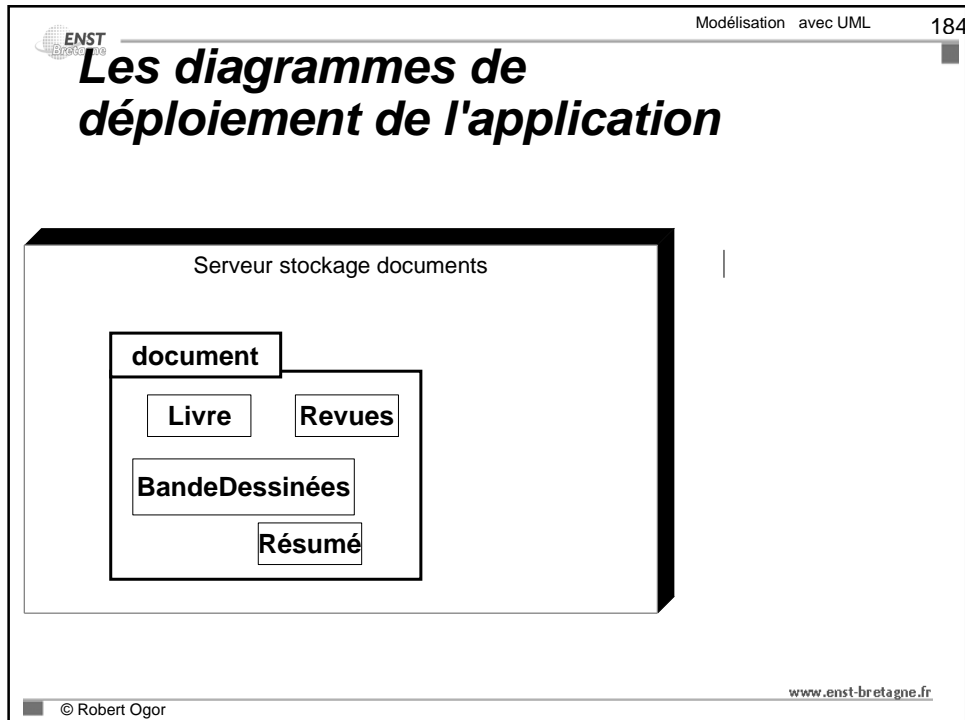 Modélisation avec UML
184
ENST
Bretagne
Les diagrammes de
déploiement de l'application
Serveur stockage documents
document
Livre
Revues
BandeDessinées
Résumé
www.enst-bretagne.fr
© Robert Ogor